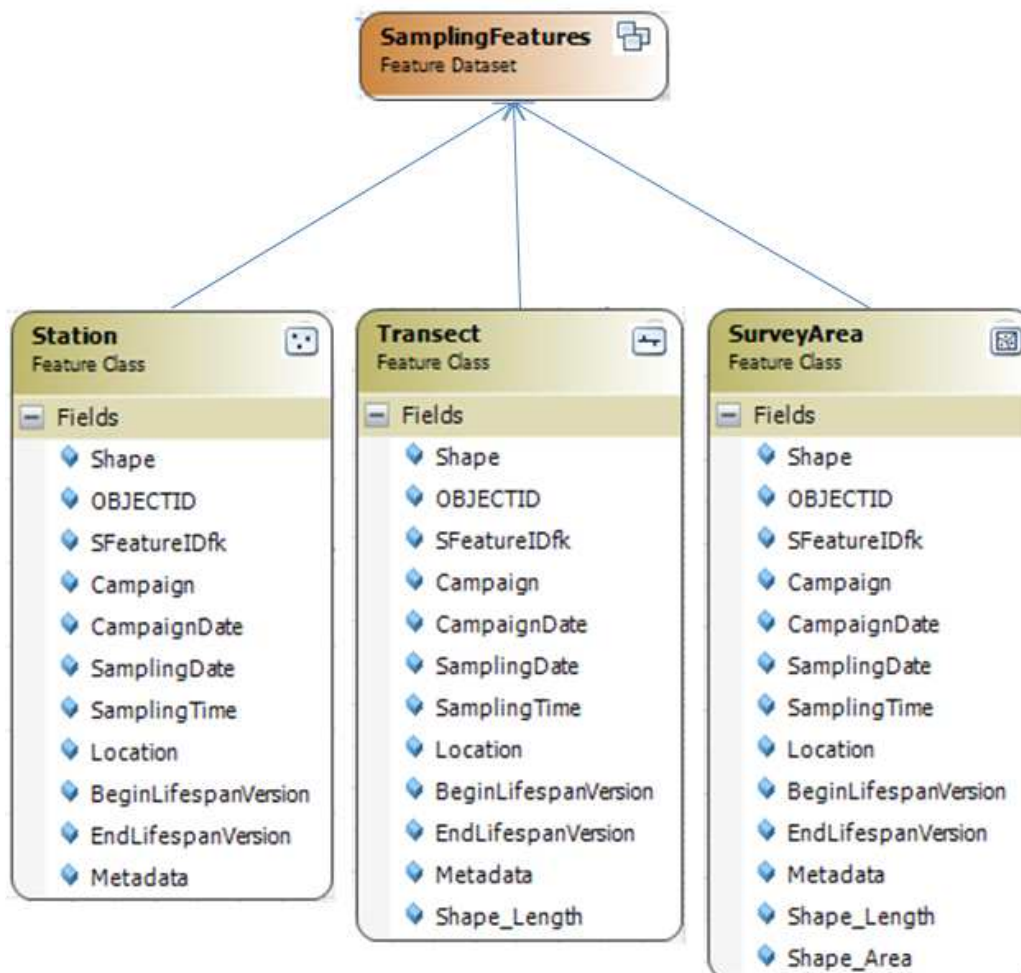 SamplingFeatures
Feature Dataset
Station
Feature Class
Fields
Shape
OBJECTID
SFeatureIDfk
Campaign
CampaignDate
SamplingDate
SamplingTime
Location
BeginLifespanVersion
EndLifespanVersion
Metadata
Transect
Feature Class
Fields
Shape
OBJECTID
SFeatureIDfk
Campaign
CampaignDate
SamplingDate
SamplingTime
Location
BeginLifespanVersion
EndLifespanVersion
Metadata
Shape_Length
SurveyArea
Feature Class
Fields
Shape
OBJECTID
SFeatureIDfk
Campaign
CampaignDate
SamplingDate
SamplingTime
Location
BeginLifespanVersion
EndLifespanVersion
Metadata
Shape_Length
Shape_Area